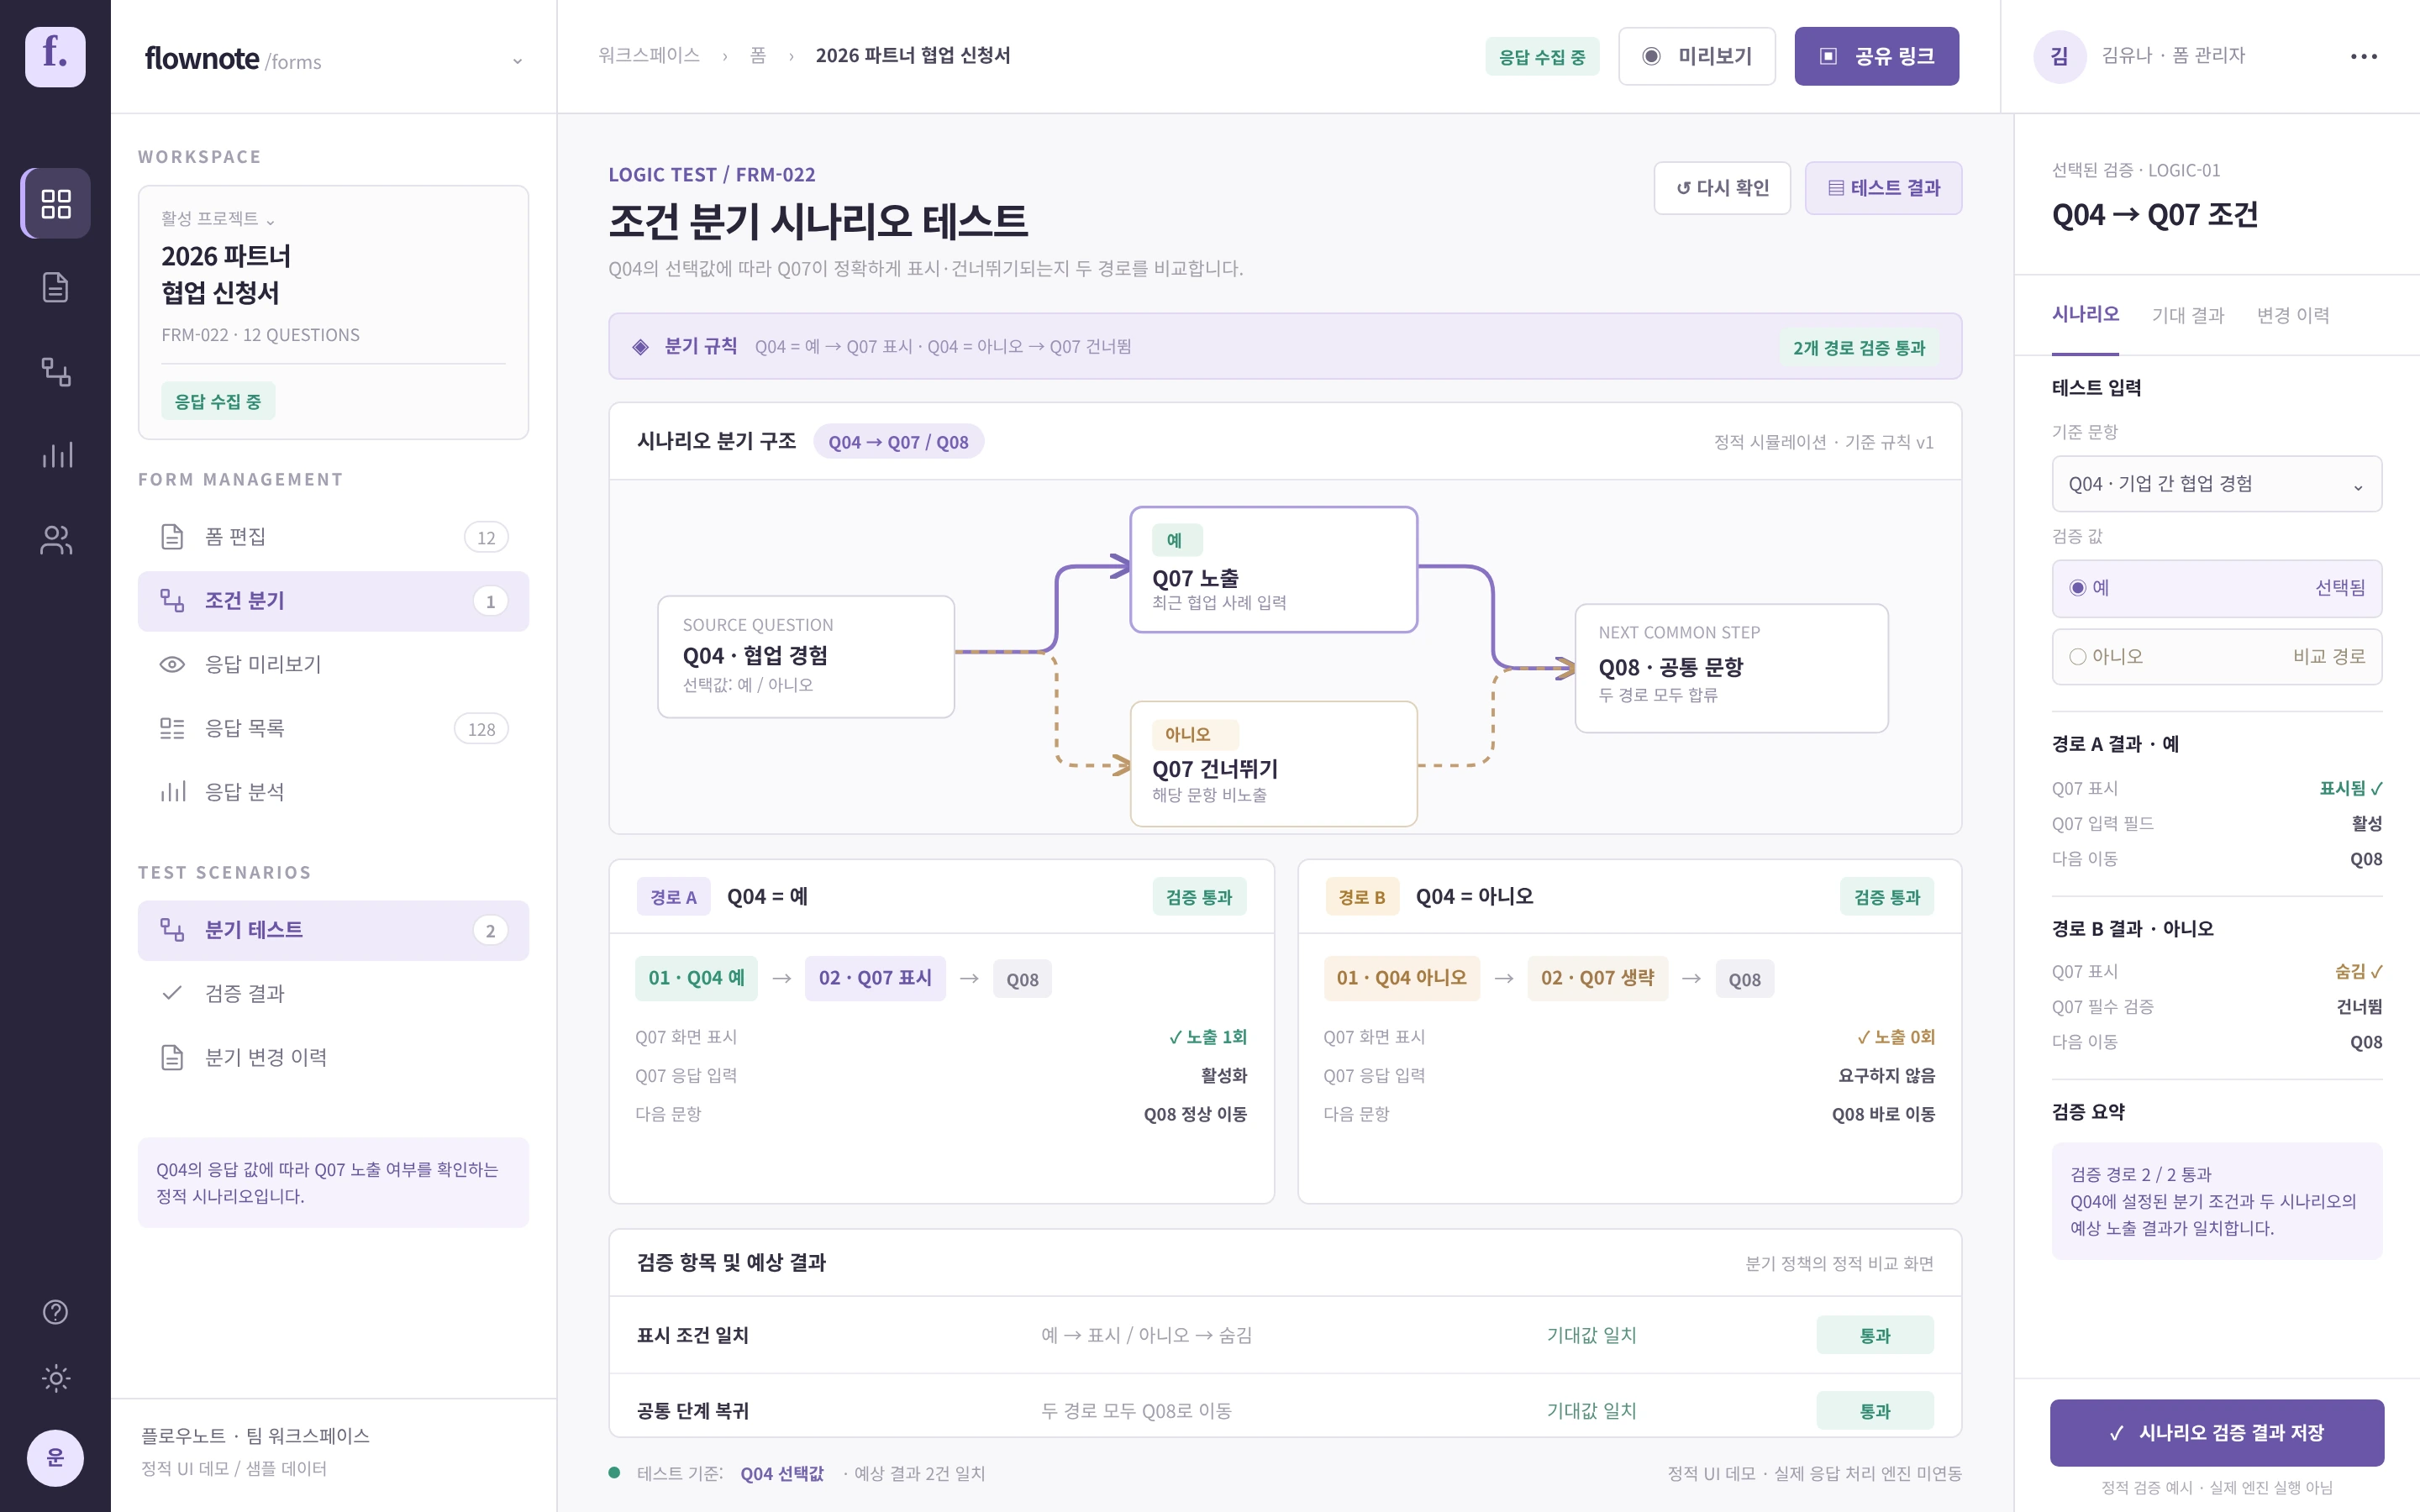 f.
flownote /forms
워크스페이스 › 폼 › 2026 파트너 협업 신청서
응답 수집 중
미리보기
공유 링크
김
김유나 · 폼 관리자
WORKSPACE
활성 프로젝트
2026 파트너
협업 신청서
FRM-022 · 12 QUESTIONS
응답 수집 중
FORM MANAGEMENT
폼 편집 12
조건 분기 1
응답 미리보기
응답 목록 128
응답 분석
TEST SCENARIOS
분기 테스트 2
검증 결과
분기 변경 이력
Q04의 응답 값에 따라 Q07 노출 여부를 확인하는
정적 시나리오입니다.
플로우노트 · 팀 워크스페이스
정적 UI 데모 / 샘플 데이터
운
LOGIC TEST / FRM-022
조건 분기 시나리오 테스트
Q04의 선택값에 따라 Q07이 정확하게 표시·건너뛰기되는지 두 경로를 비교합니다.
↺ 다시 확인
▤ 테스트 결과
◈ 분기 규칙 Q04 = 예 → Q07 표시 · Q04 = 아니오 → Q07 건너뜀
2개 경로 검증 통과
시나리오 분기 구조 Q04 → Q07 / Q08
정적 시뮬레이션 · 기준 규칙 v1
SOURCE QUESTION
Q04 · 협업 경험
선택값: 예 / 아니오
예
Q07 노출
최근 협업 사례 입력
아니오
Q07 건너뛰기
해당 문항 비노출
NEXT COMMON STEP
Q08 · 공통 문항
두 경로 모두 합류
경로 A Q04 = 예 검증 통과
01 · Q04 예 → 02 · Q07 표시 → Q08
Q07 화면 표시 ✓ 노출 1회
Q07 응답 입력 활성화
다음 문항 Q08 정상 이동
경로 B Q04 = 아니오 검증 통과
01 · Q04 아니오 → 02 · Q07 생략 → Q08
Q07 화면 표시 ✓ 노출 0회
Q07 응답 입력 요구하지 않음
다음 문항 Q08 바로 이동
검증 항목 및 예상 결과 분기 정책의 정적 비교 화면
표시 조건 일치 예 → 표시 / 아니오 → 숨김 기대값 일치 통과
공통 단계 복귀 두 경로 모두 Q08로 이동 기대값 일치 통과
테스트 기준: Q04 선택값 · 예상 결과 2건 일치
정적 UI 데모 · 실제 응답 처리 엔진 미연동
선택된 검증 · LOGIC-01
Q04 → Q07 조건
시나리오 기대 결과 변경 이력
테스트 입력
기준 문항
Q04 · 기업 간 협업 경험
검증 값
◉ 예 선택됨
○ 아니오 비교 경로
경로 A 결과 · 예
Q07 표시 표시됨 ✓
Q07 입력 필드 활성
다음 이동 Q08
경로 B 결과 · 아니오
Q07 표시 숨김 ✓
Q07 필수 검증 건너뜀
다음 이동 Q08
검증 요약
검증 경로 2 / 2 통과
Q04에 설정된 분기 조건과 두 시나리오의
예상 노출 결과가 일치합니다.
✓ 시나리오 검증 결과 저장
정적 검증 예시 · 실제 엔진 실행 아님